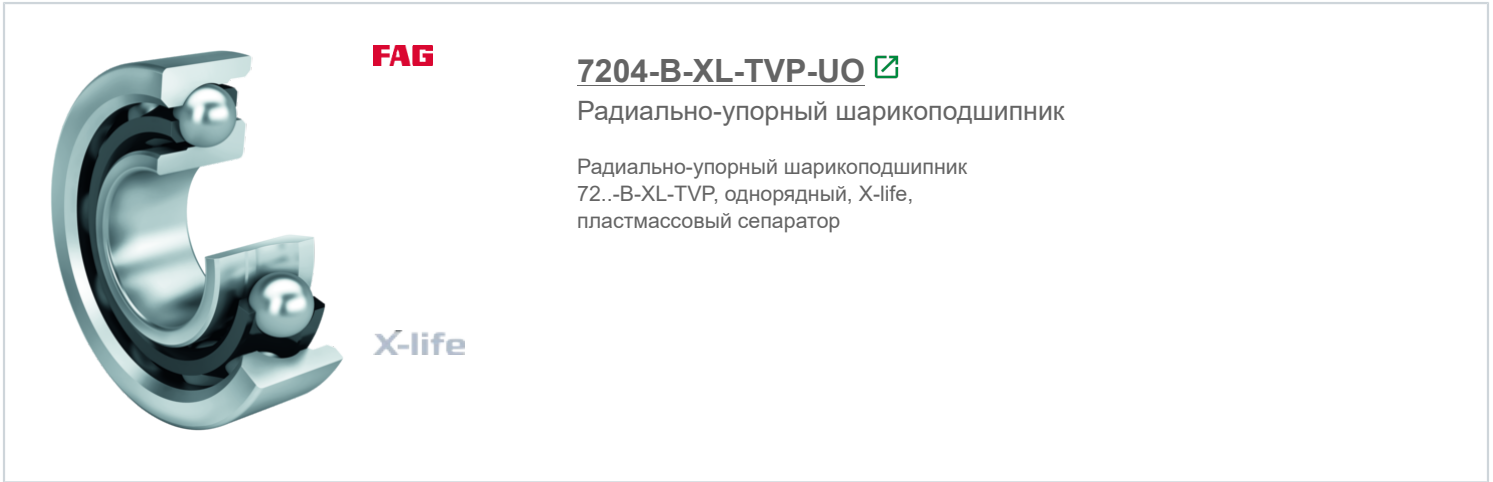 FAG
7204-B-XL-TVP-UO
Радиально-упорный шарикоподшипник
Радиально-упорный шарикоподшипник
72..-B-XL-TVP, однорядный, X-life,
пластмассовый сепаратор
X-life